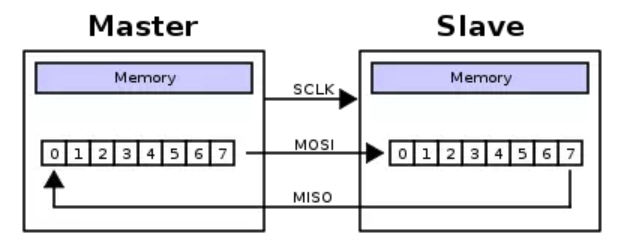 Master Slave
Memory Memory
SCLK
MOSI
0 1 2 3 4 5 6 7 0 1 2 3 4 5 6 7
MISO